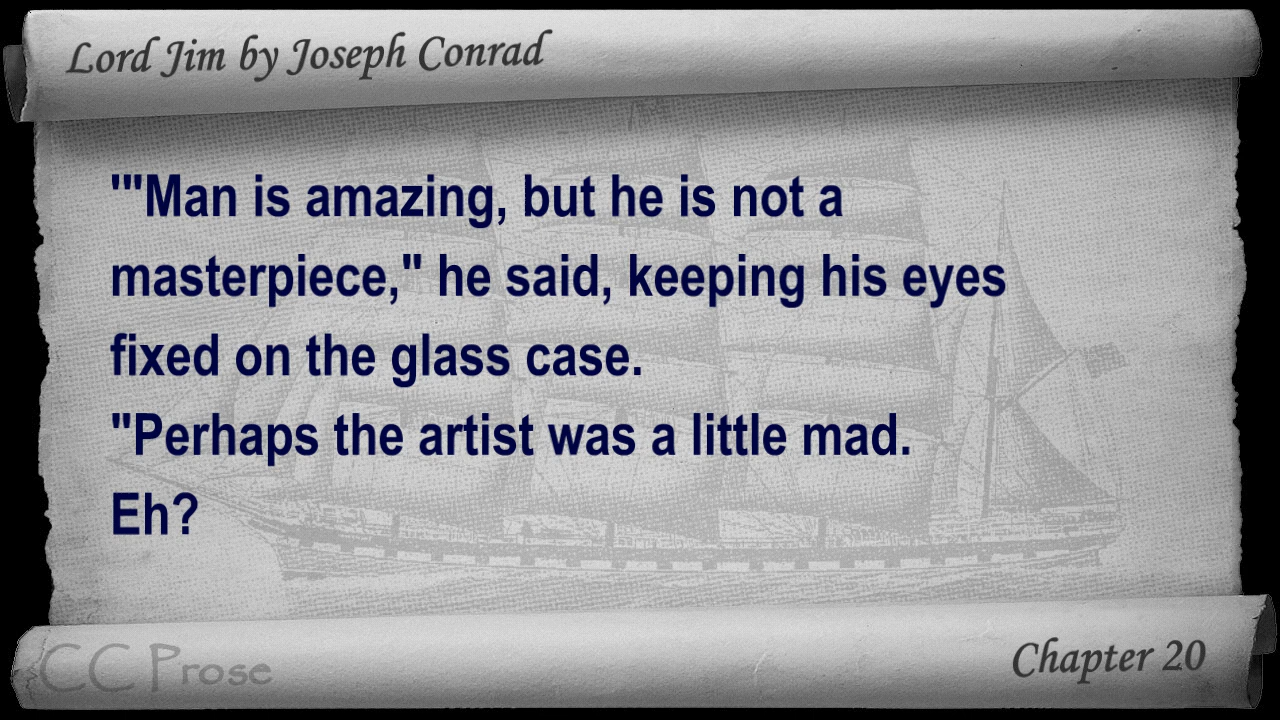 Lord Jim by Joseph Conrad
'"Man is amazing, but he is not a
masterpiece," he said, keeping his eyes
fixed on the glass case.
"Perhaps the artist was a little mad.
Eh?
CC Prose
Chapter 20